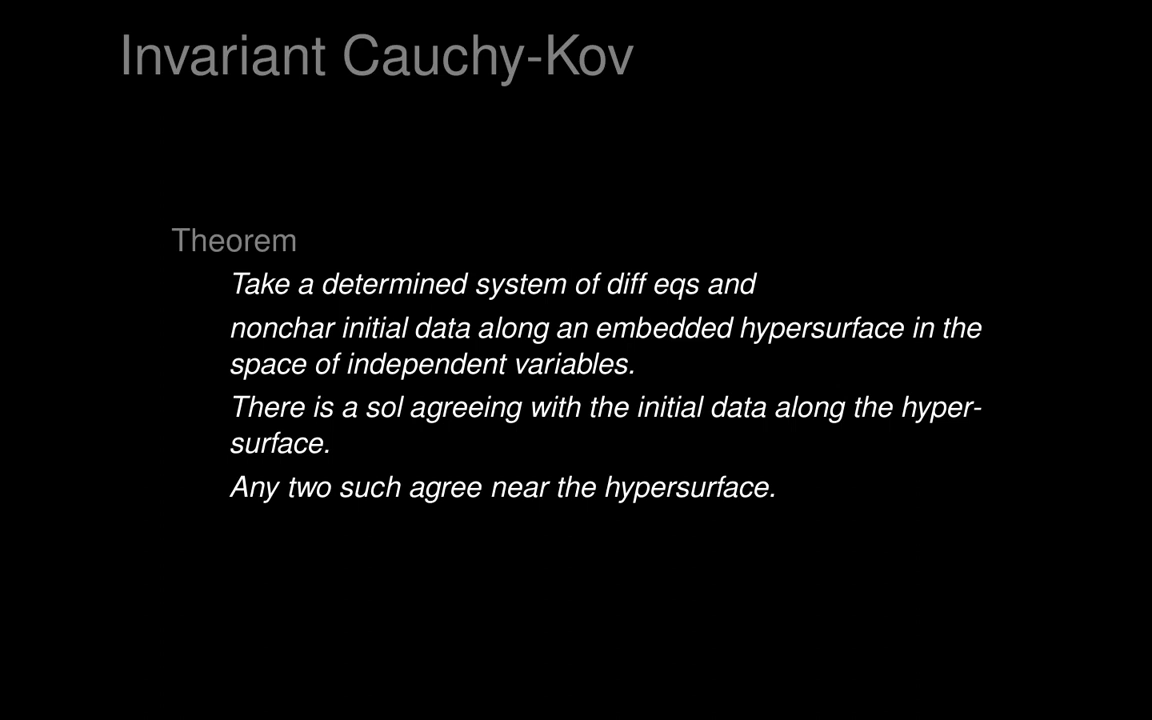 Invariant Cauchy-Kov
Theorem
Take a determined system of diff eqs and
nonchar initial data along an embedded hypersurface in the
space of independent variables.
There is a sol agreeing with the initial data along the hyper-
surface.
Any two such agree near the hypersurface.